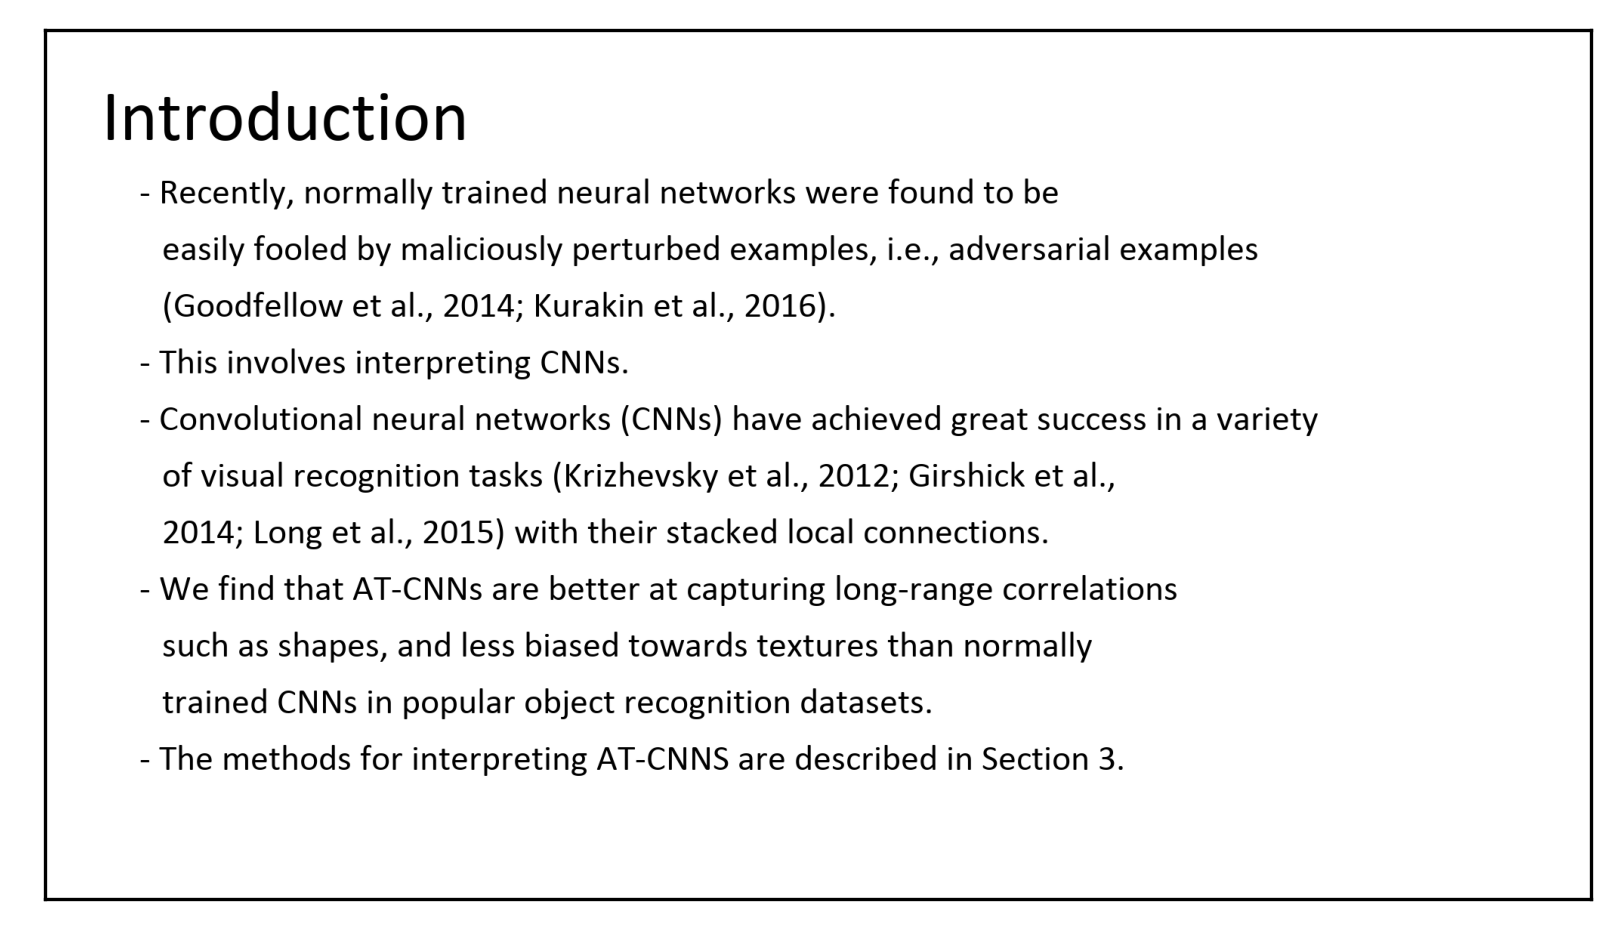 Introduction
- Recently, normally trained neural networks were found to be
easily fooled by maliciously perturbed examples, i.e., adversarial examples
(Goodfellow et al., 2014; Kurakin et al., 2016).
- This involves interpreting CNNs.
- Convolutional neural networks (CNNs) have achieved great success in a variety
of visual recognition tasks (Krizhevsky et al., 2012; Girshick et al.,
2014; Long et al., 2015) with their stacked local connections.
- We find that AT-CNNs are better at capturing long-range correlations
such as shapes, and less biased towards textures than normally
trained CNNs in popular object recognition datasets.
- The methods for interpreting AT-CNNS are described in Section 3.